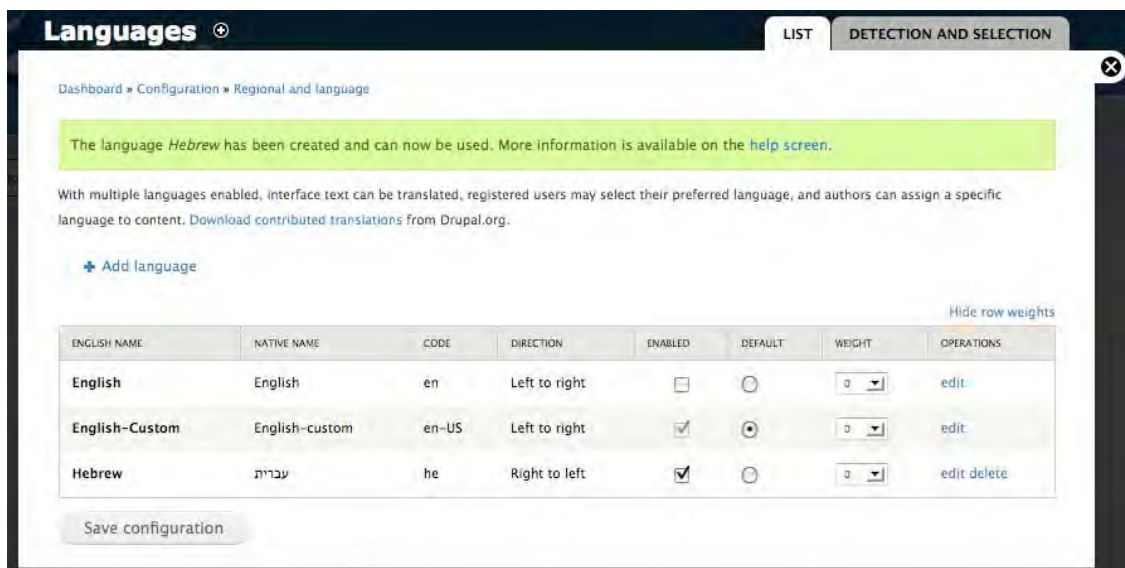 Languages
LIST DETECTION AND SELECTION
Dashboard » Configuration » Regional and language
The language Hebrew has been created and can now be used. More information is available on the help screen.
With multiple languages enabled, interface text can be translated, registered users may select their preferred language, and authors can assign a specific
language to content. Download contributed translations from Drupal.org.
Add language
Hide row weights
ENGLISH NAME NATIVE NAME CODE DIRECTION ENABLED DEFAULT WEIGHT OPERATIONS
English English en Left to right 0 edit
English-Custom English-custom en-US Left to right 0 edit
Hebrew עברית he Right to left 0 edit delete
Save configuration